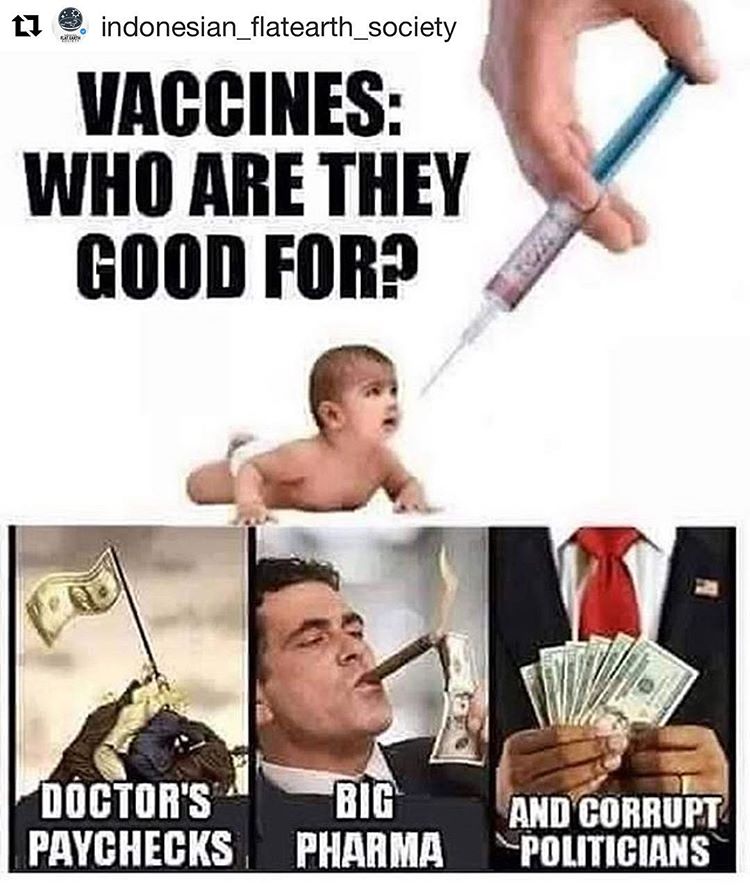 indonesian_flatearth_society
VACCINES:
WHO ARE THEY
GOOD FOR?
DOCTOR'S
PAYCHECKS
BIG
PHARMA
AND CORRUPT
POLITICIANS